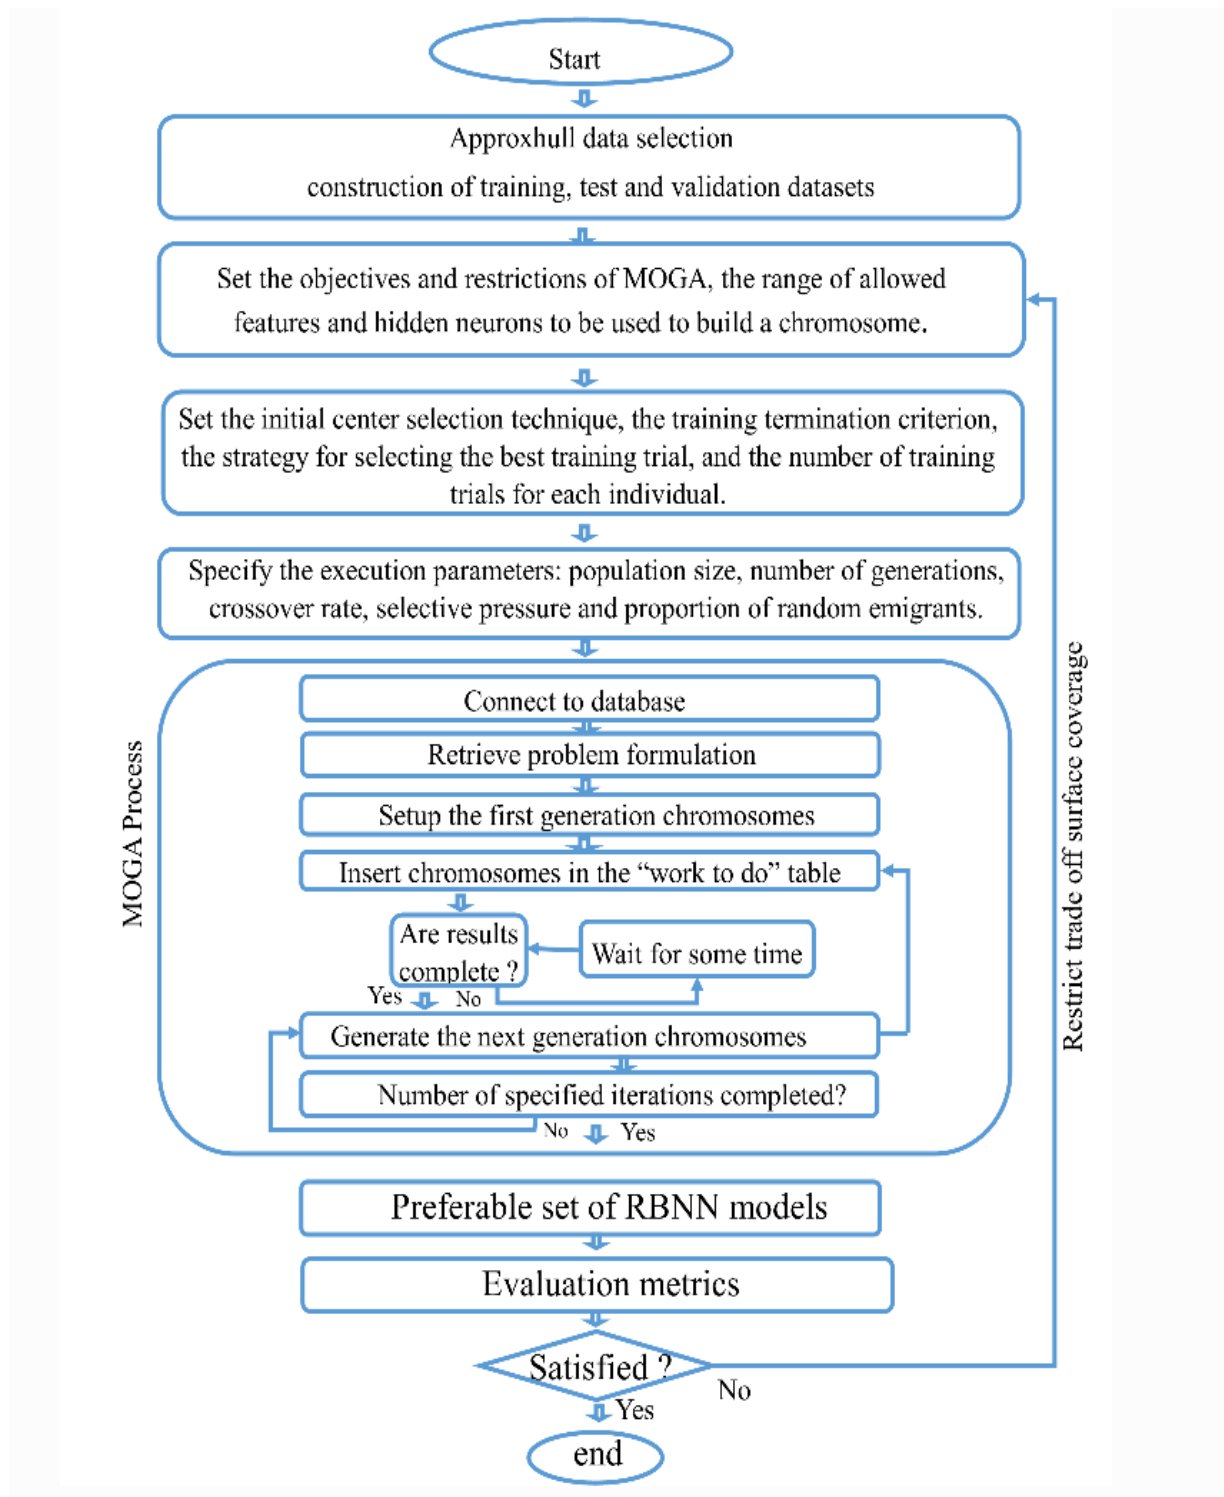 Start
Approxhull data selection
construction of training, test and validation datasets
Set the objectives and restrictions of MOGA, the range of allowed
features and hidden neurons to be used to build a chromosome.
Set the initial center selection technique, the training termination criterion,
the strategy for selecting the best training trial, and the number of training
trials for each individual.
Specify the execution parameters: population size, number of generations,
crossover rate, selective pressure and proportion of random emigrants.
MOGA Process
Connect to database
Retrieve problem formulation
Setup the first generation chromosomes
Insert chromosomes in the “work to do” table
Are results
complete ?
Wait for some time
Yes
No
Generate the next generation chromosomes
Number of specified iterations completed?
No
Yes
Restrict trade off surface coverage
Preferable set of RBNN models
Evaluation metrics
Satisfied ?
No
Yes
end